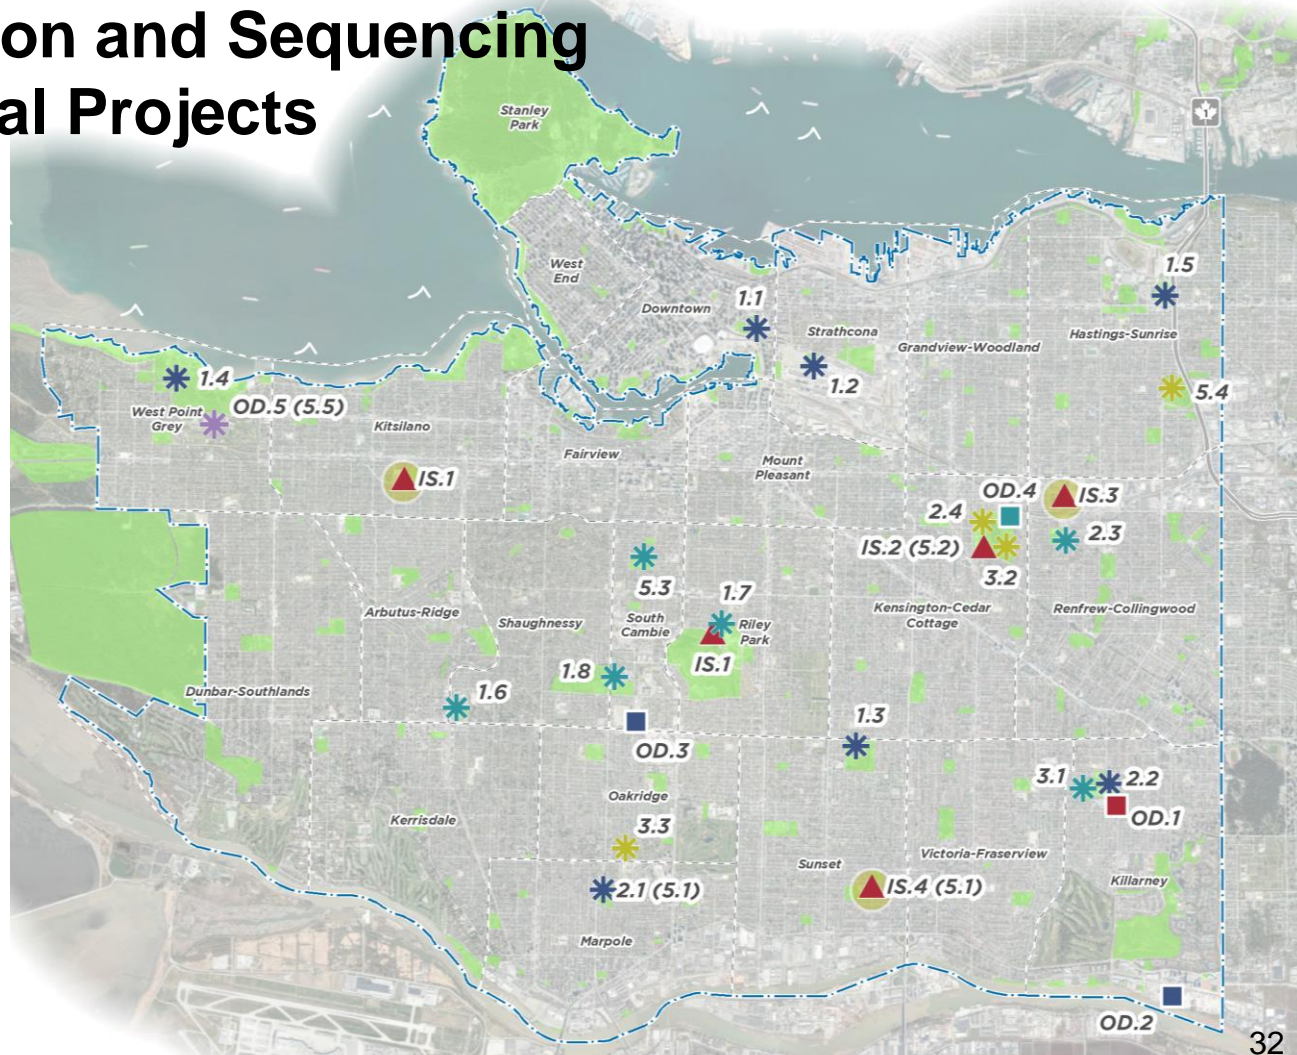 on and Sequencing
al Projects
Stanley
Park
1
West
End
Downtown
1.1
Strathcona
1.2
Grandview-Woodland
1.5
Hastings-Sunrise
5.4
1.4
OD.5 (5.5)
West Point
Grey
Kitsilano
IS.1
Fairview
Mount
Pleasant
OD.4
IS.3
2.4
2.3
IS.2 (5.2)
3.2
5.3
1.7
Arbutus-Ridge
Shaughnessy
South
Cambie
Riley
Park
IS.1
Kensington-Cedar
Cottage
Renfrew-Collingwood
1.8
Dunbar-Southlands
1.6
1.3
OD.3
3.1
2.2
OD.1
Oakridge
3.3
Kerrisdale
Sunset
Victoria-Fraserview
Killarney
2.1 (5.1)
IS.4 (5.1)
Marpole
OD.2
32